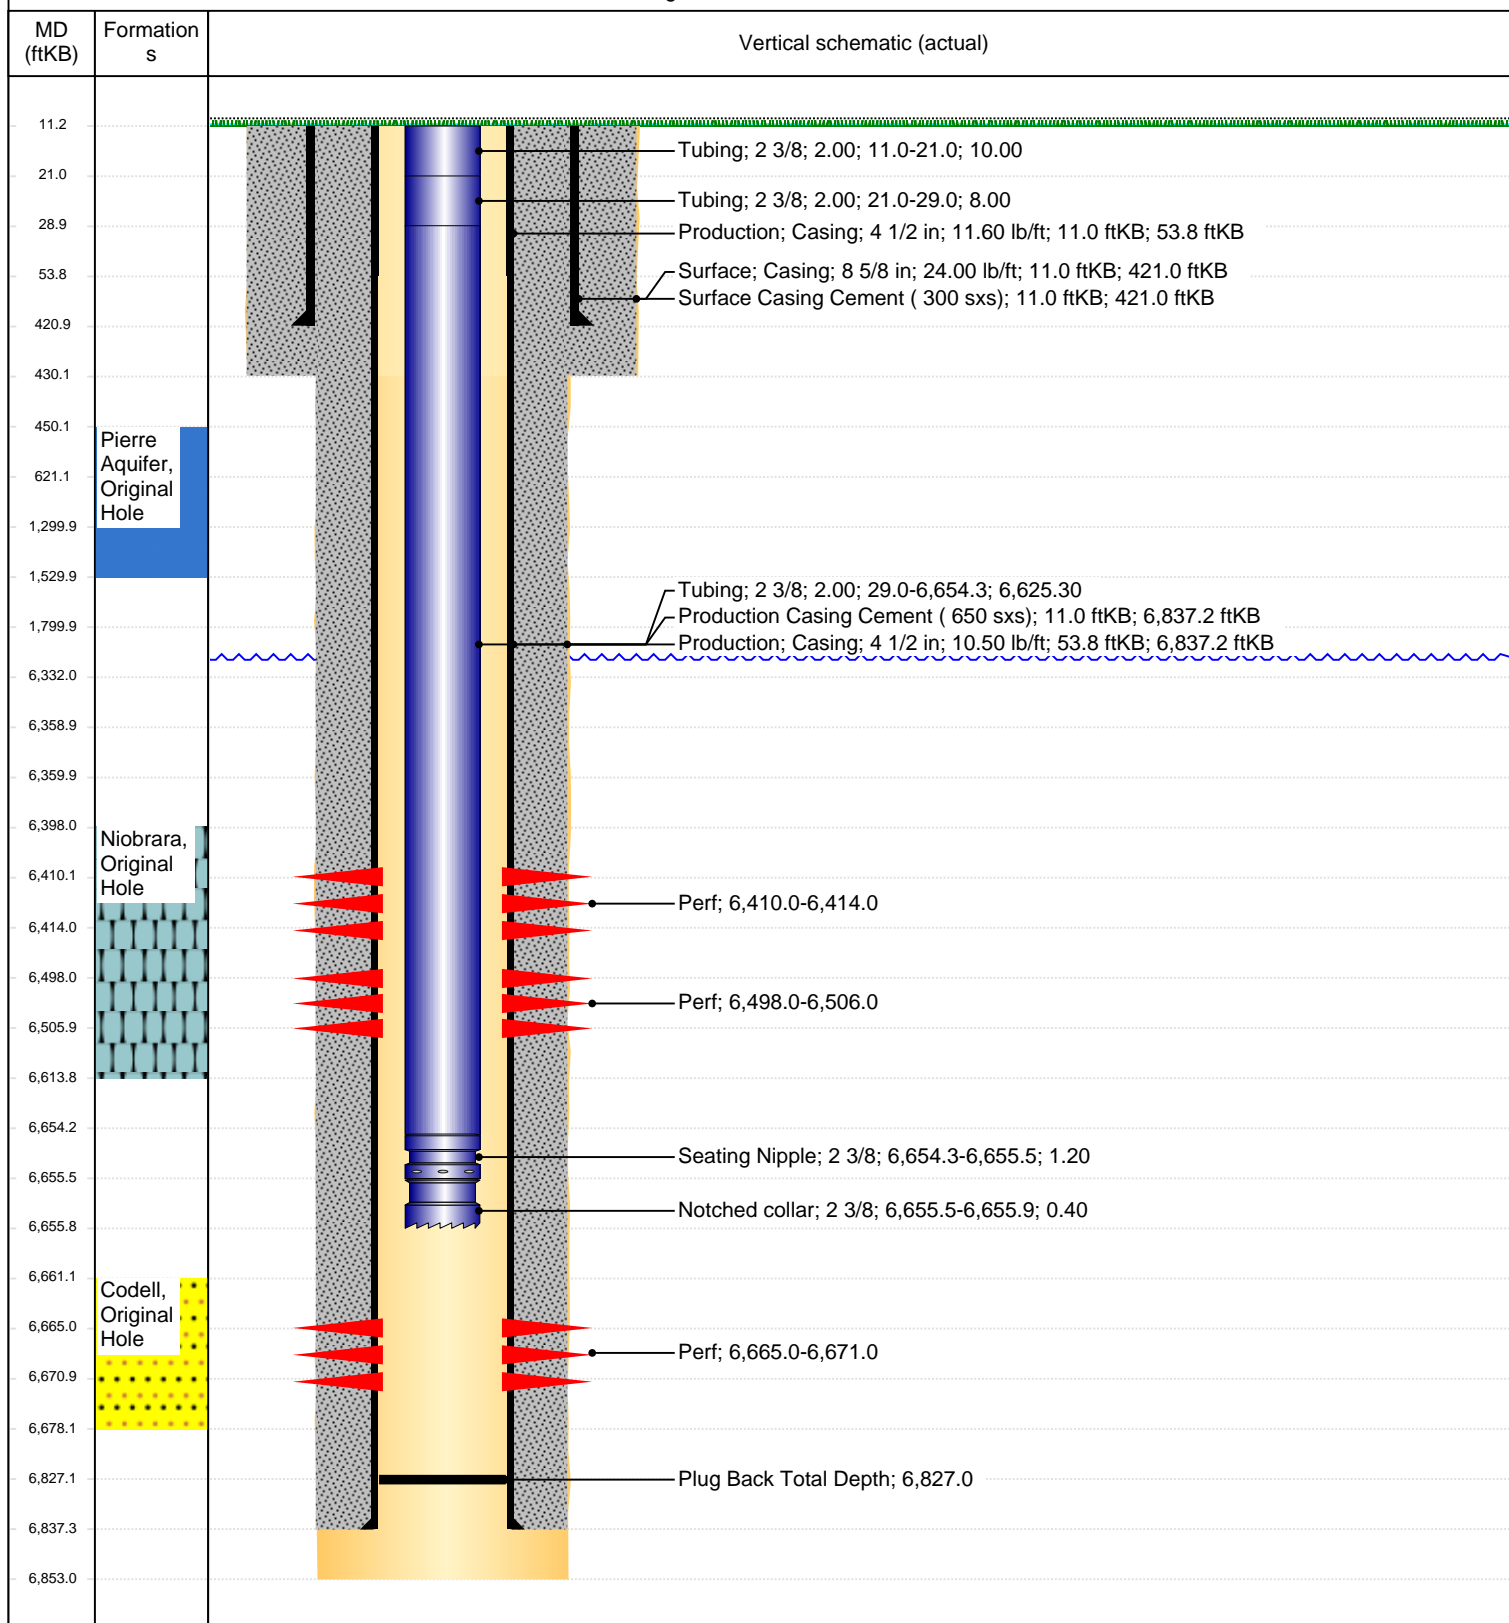 MD
(ftKB)
Formation
s
Vertical schematic (actual)
11.2
21.0
28.9
53.8
420.9
430.1
450.1
621.1
1,299.9
1,529.9
1,799.9
6,332.0
6,358.9
6,359.9
6,398.0
6,410.1
6,414.0
6,498.0
6,505.9
6,613.8
6,654.2
6,655.5
6,655.8
6,661.1
6,665.0
6,670.9
6,678.1
6,827.1
6,837.3
6,853.0
Pierre
Aquifer,
Original
Hole
Niobrara,
Original
Hole
Codell,
Original
Hole
Tubing; 2 3/8; 2.00; 11.0-21.0; 10.00
Tubing; 2 3/8; 2.00; 21.0-29.0; 8.00
Production; Casing; 4 1/2 in; 11.60 lb/ft; 11.0 ftKB; 53.8 ftKB
Surface; Casing; 8 5/8 in; 24.00 lb/ft; 11.0 ftKB; 421.0 ftKB
Surface Casing Cement ( 300 sxs); 11.0 ftKB; 421.0 ftKB
Tubing; 2 3/8; 2.00; 29.0-6,654.3; 6,625.30
Production Casing Cement ( 650 sxs); 11.0 ftKB; 6,837.2 ftKB
Production; Casing; 4 1/2 in; 10.50 lb/ft; 53.8 ftKB; 6,837.2 ftKB
Perf; 6,410.0-6,414.0
Perf; 6,498.0-6,506.0
Seating Nipple; 2 3/8; 6,654.3-6,655.5; 1.20
Notched collar; 2 3/8; 6,655.5-6,655.9; 0.40
Perf; 6,665.0-6,671.0
Plug Back Total Depth; 6,827.0